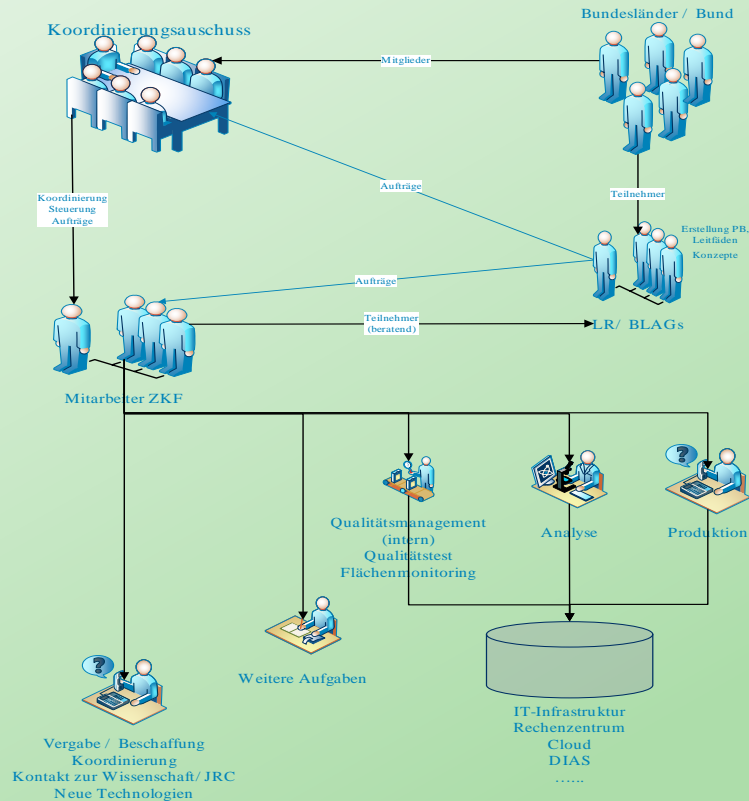 Koordinierungsauschuss
Bundesländer / Bund
Mitglieder
Aufträge
Koordinierung
Steuerung
Aufträge
Teilnehmer
Erstellung PB,
Leitfäden
Konzepte
Aufträge
Teilnehmer
(beratend)
LR/ BLAGs
Mitarbeiter ZKF
Qualitätsmanagement
(intern)
Qualitätstest
Flächenmonitoring
Analyse
Produktion
Weitere Aufgaben
IT-Infrastruktur
Rechenzentrum
Cloud
DIAS
......
Vergabe / Beschaffung
Koordinierung
Kontakt zur Wissenschaft/ JRC
Neue Technologien